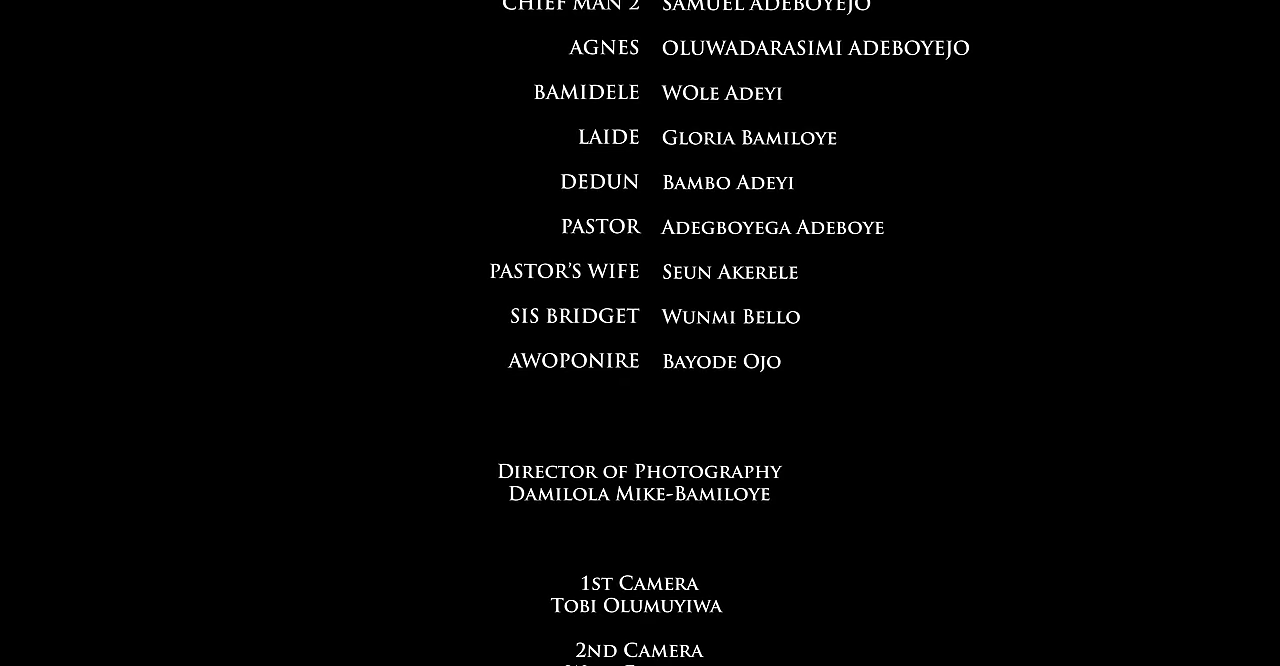 CHIEF MAN 2 SAMUEL ADEBOYEJO
AGNES OLUWADARASIMI ADEBOYEJO
BAMIDELE WOLE ADEYI
LAIDE GLORIA BAMILOYE
DEDUN BAMBO ADEYI
PASTOR ADEGBOYEGA ADEBOYE
PASTOR'S WIFE SEUN AKERELE
SIS BRIDGET WUNMI BELLO
AWOPONIRE BAYODE OJO
DIRECTOR OF PHOTOGRAPHY
DAMILOLA MIKE-BAMILOYE
1ST CAMERA
TOBI OLUMUYIWA
2ND CAMERA